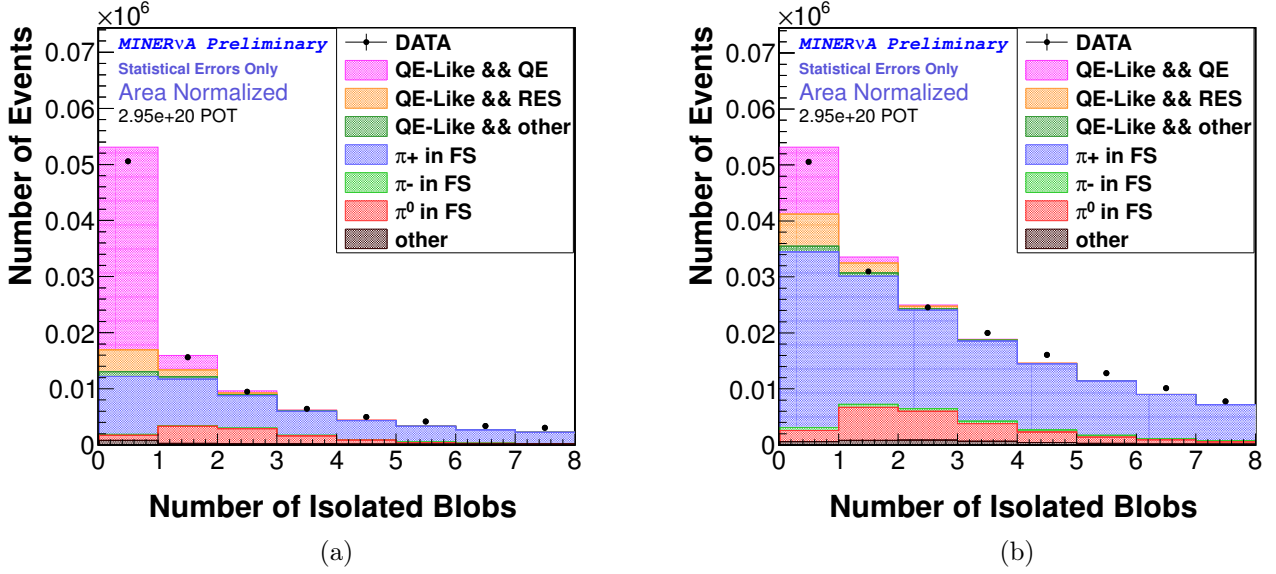 ×10⁶
Number of Events
0.07
0.06
0.05
0.04
0.03
0.02
0.01
0
MINERνA Preliminary
Statistical Errors Only
Area Normalized
2.95e+20 POT
DATA
QE-Like && QE
QE-Like && RES
QE-Like && other
π+ in FS
π- in FS
π⁰ in FS
other
0 1 2 3 4 5 6 7 8
Number of Isolated Blobs
(a)
×10⁶
Number of Events
0.07
0.06
0.05
0.04
0.03
0.02
0.01
0
MINERνA Preliminary
Statistical Errors Only
Area Normalized
2.95e+20 POT
DATA
QE-Like && QE
QE-Like && RES
QE-Like && other
π+ in FS
π- in FS
π⁰ in FS
other
0 1 2 3 4 5 6 7 8
Number of Isolated Blobs
(b)